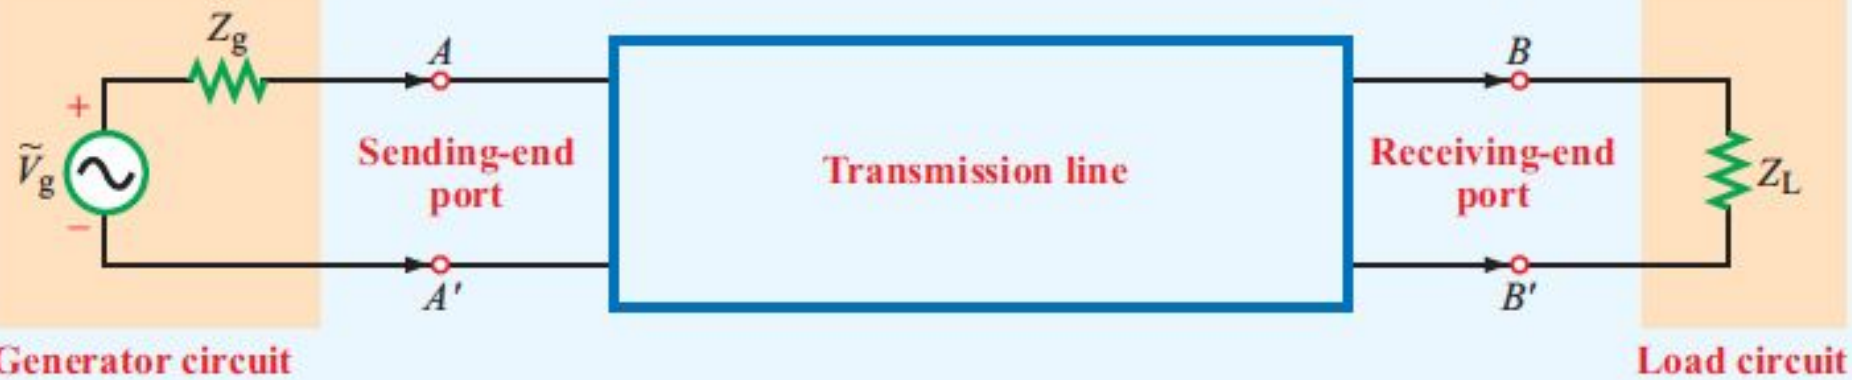 Z_g
A
B
+
Ṽ_g
−
Sending-end
port
Transmission line
Receiving-end
port
Z_L
A'
B'
Generator circuit
Load circuit